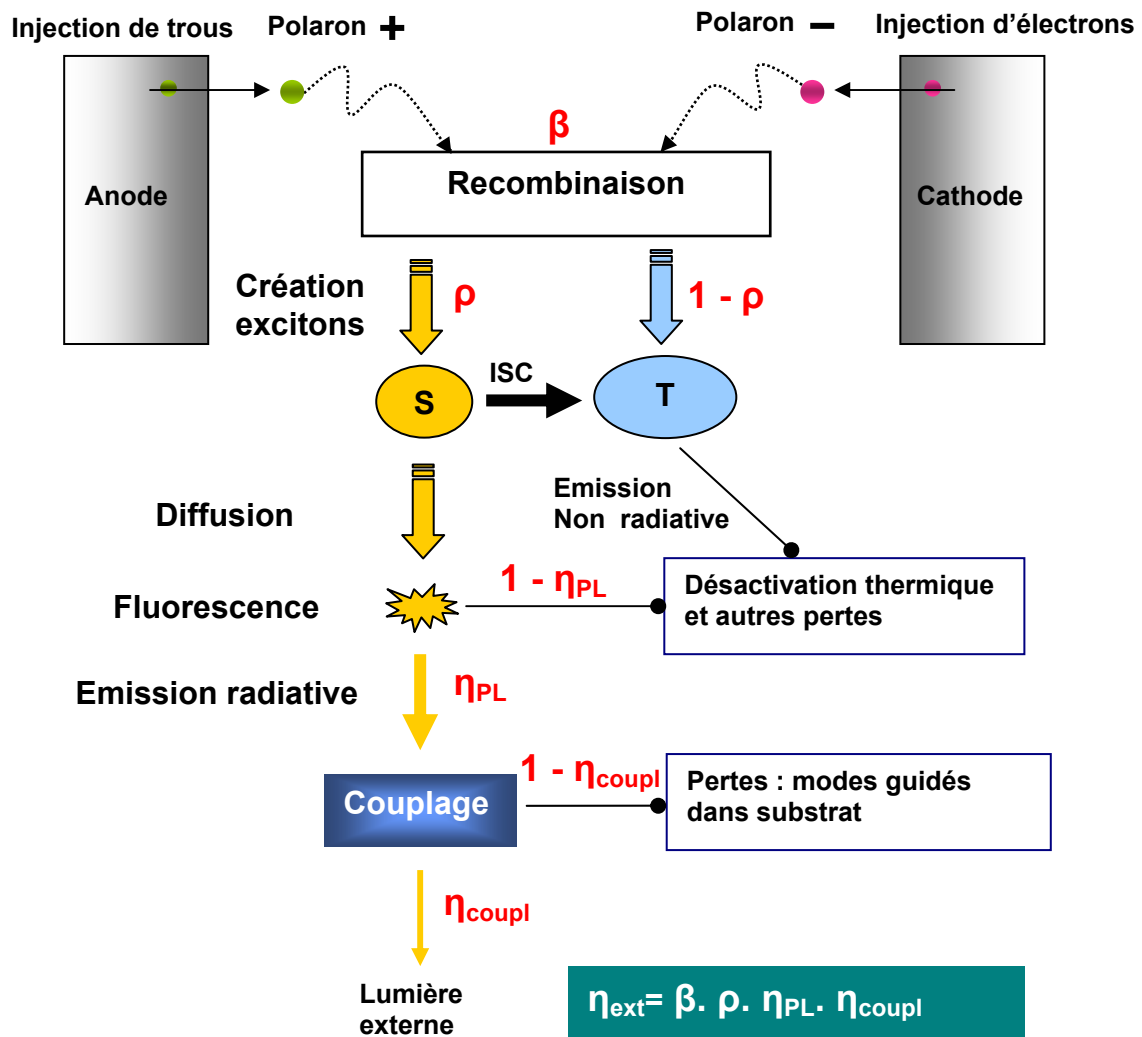 Injection de trous
Polaron +
Polaron −
Injection d'électrons
β
Anode
Recombinaison
Cathode
Création
excitons
ρ
1 - ρ
S
ISC
T
Emission
Non radiative
Diffusion
Fluorescence
1 - ηPL
Désactivation thermique
et autres pertes
Emission radiative
ηPL
Couplage
1 - ηcoupl
Pertes : modes guidés
dans substrat
ηcoupl
Lumière
externe
ηext= β. ρ. ηPL. ηcoupl